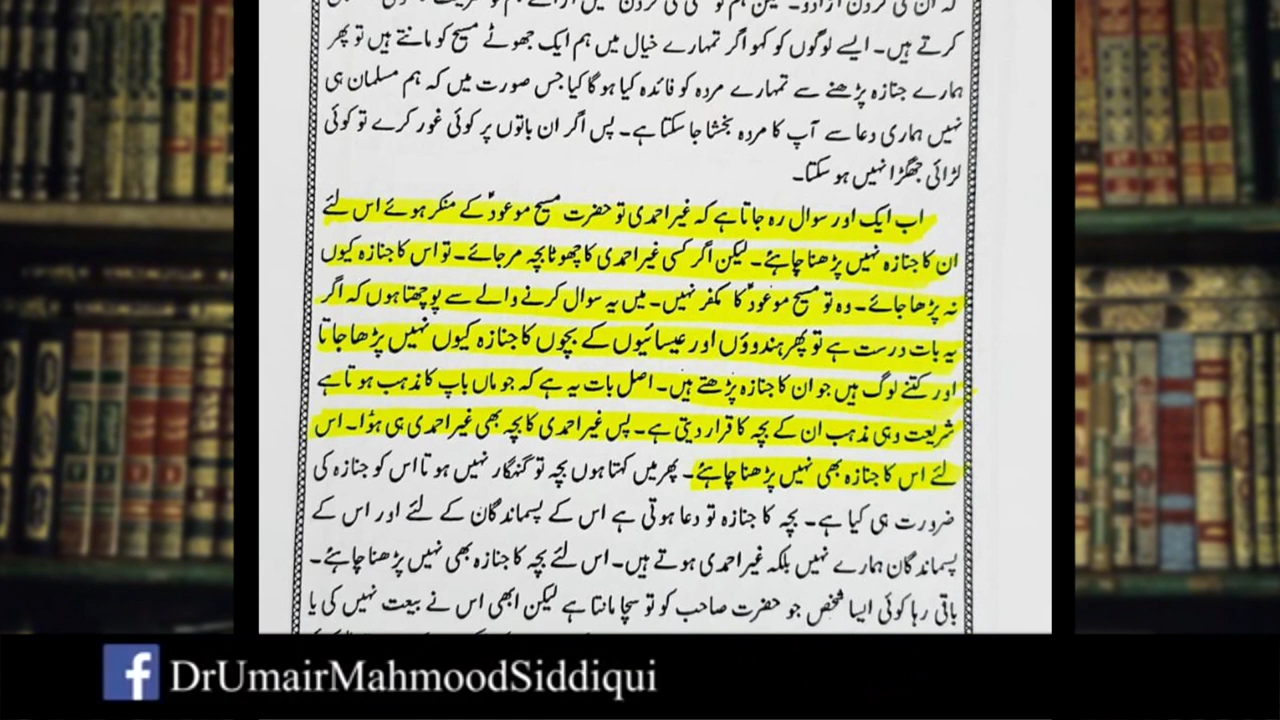 کرتے ہیں۔ ایسے لوگوں کو کہو اگر تمہارے خیال میں ہم ایک جھوٹے مسیح کو مانتے ہیں تو پھر
ہمارے جنازہ پڑھنے سے تمہارے مردہ کو فائدہ کیا ہو گا کیا جس صورت میں کہ ہم مسلمان ہی
نہیں ہماری دعا سے آپ کا مردہ بخشا جا سکتا ہے۔ پس اگر ان باتوں پر کوئی غور کرے تو کوئی
لڑائی جھگڑا نہیں ہو سکتا۔
اب ایک اور سوال رہ جاتا ہے کہ غیر احمدی تو حضرت مسیح موعودؑ کے منکر ہوئے اس لئے
ان کا جنازہ نہیں پڑھنا چاہئے۔ لیکن اگر کسی غیر احمدی کا چھوٹا بچہ مر جائے۔ تو اس کا جنازہ کیوں
نہ پڑھا جائے۔ وہ تو مسیح موعودؑ کا مکفر نہیں۔ میں یہ سوال کرنے والے سے پوچھتا ہوں کہ اگر
یہ بات درست ہے تو پھر ہندوؤں اور عیسائیوں کے بچوں کا جنازہ کیوں نہیں پڑھا جاتا
اور کتنے لوگ ہیں جو ان کا جنازہ پڑھتے ہیں۔ اصل بات یہ ہے کہ جو ماں باپ کا مذہب ہوتا ہے
شریعت وہی مذہب ان کے بچہ کا قرار دیتی ہے۔ پس غیر احمدی کا بچہ بھی غیر احمدی ہی ہؤا۔ اس
لئے اس کا جنازہ بھی نہیں پڑھنا چاہئے۔ پھر میں کہتا ہوں بچہ تو گنہگار نہیں ہوتا اس کو جنازہ کی
ضرورت ہی کیا ہے۔ بچہ کا جنازہ تو دعا ہوتی ہے اس کے پسماندگان کے لئے اور اس کے
پسماندگان ہمارے نہیں بلکہ غیر احمدی ہوتے ہیں۔ اس لئے بچہ کا جنازہ بھی نہیں پڑھنا چاہئے۔
باقی رہا کوئی ایسا شخص جو حضرت صاحب کو تو سچا مانتا ہے لیکن ابھی اس نے بیعت نہیں کی یا
DrUmairMahmoodSiddiqui